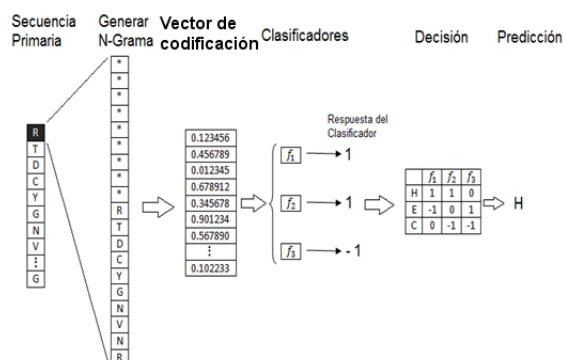 Secuencia
Primaria
Generar
N-Grama
Vector de
codificación
Clasificadores
Decisión
Predicción
R
T
D
C
Y
G
N
V
⋮
G
*
*
*
*
*
*
*
*
R
T
D
C
Y
G
N
V
N
R
0.123456
0.456789
0.012345
0.678912
0.345678
0.901234
0.567890
⋮
0.102233
Respuesta del
Clasificador
f₁ 1
f₂ 1
f₃ - 1
f₁ f₂ f₃
H 1 1 0
E -1 0 1
C 0 -1 -1
H